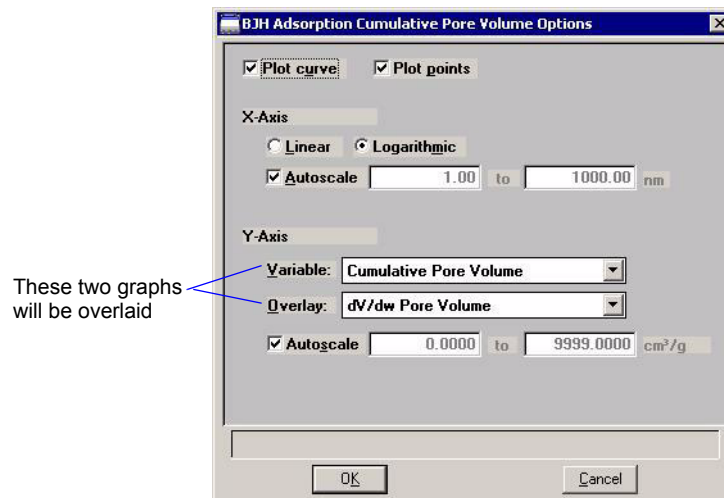 BJH Adsorption Cumulative Pore Volume Options
Plot curve Plot points
X-Axis
Linear Logarithmic
Autoscale 1.00 to 1000.00 nm
Y-Axis
Variable: Cumulative Pore Volume
These two graphs
will be overlaid
Overlay: dV/dw Pore Volume
Autoscale 0.0000 to 9999.0000 cm³/g
OK Cancel